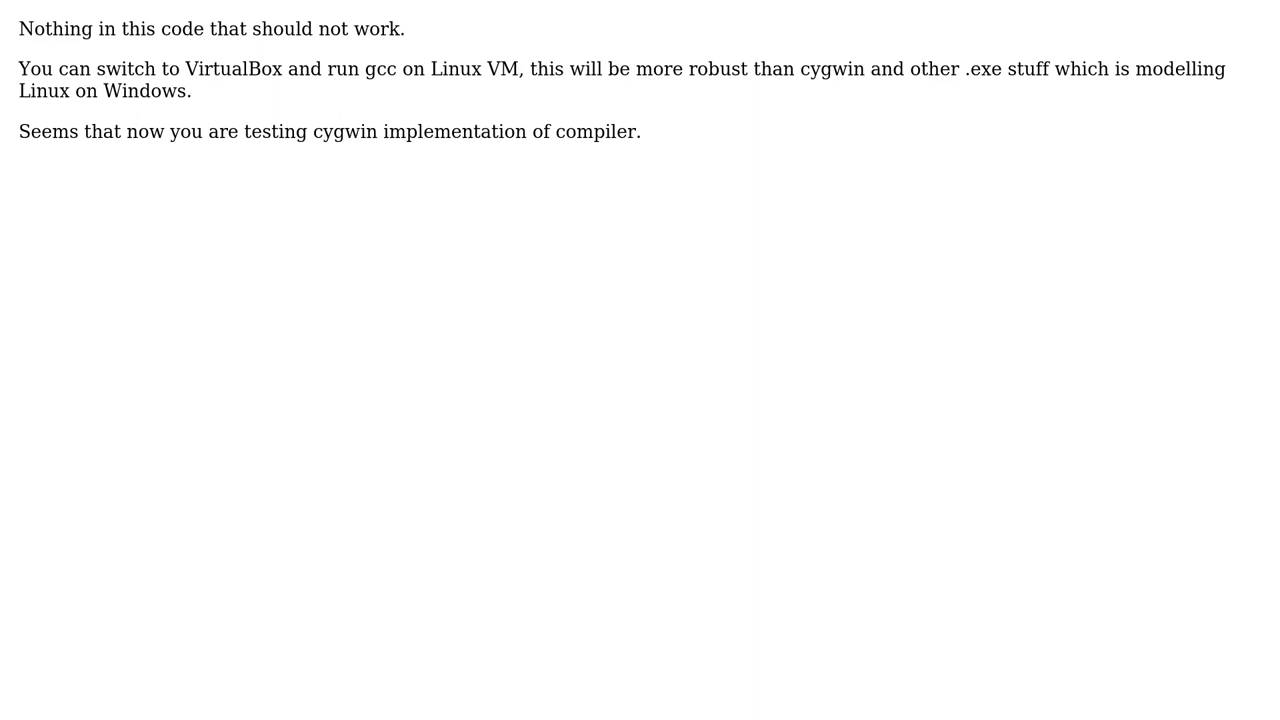 Nothing in this code that should not work.
You can switch to VirtualBox and run gcc on Linux VM, this will be more robust than cygwin and other .exe stuff which is modelling
Linux on Windows.
Seems that now you are testing cygwin implementation of compiler.